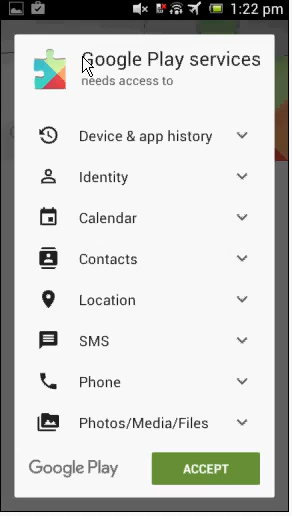 1:22 pm
Google Play services
needs access to
Device & app history
Identity
Calendar
Contacts
Location
SMS
Phone
Photos/Media/Files
Google Play
ACCEPT